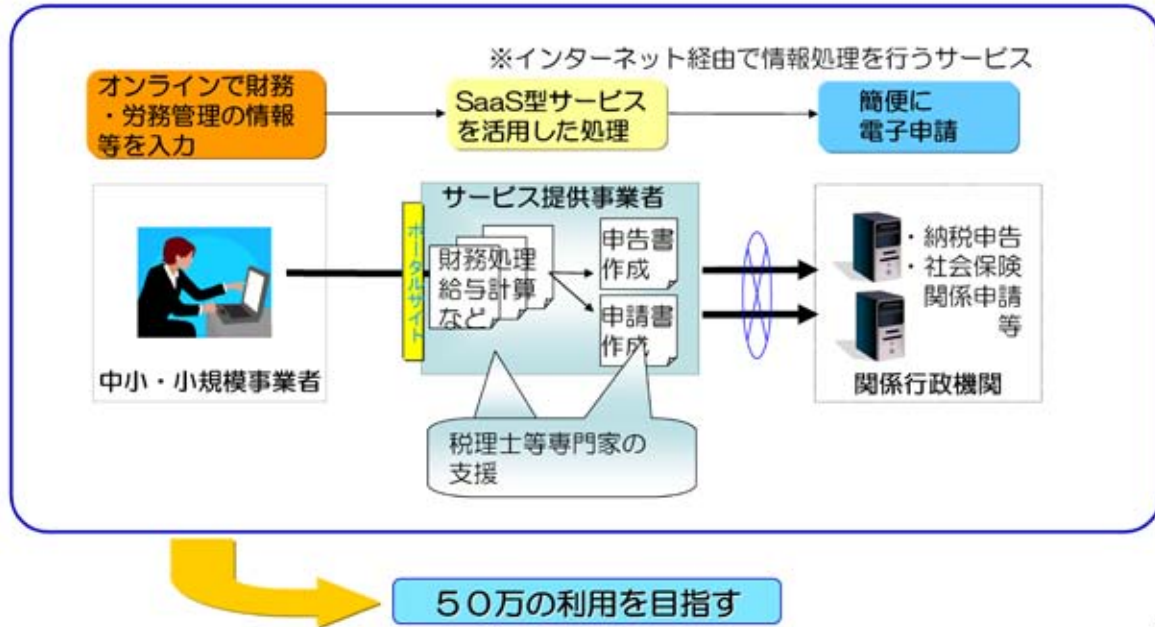 ※インターネット経由で情報処理を行うサービス
オンラインで財務
・労務管理の情報
等を入力
SaaS型サービス
を活用した処理
簡便に
電子申請
サービス提供事業者
ポータルサイト
財務処理
給与計算
など
申告書
作成
申請書
作成
・納税申告
・社会保険
関係申請
等
中小・小規模事業者
関係行政機関
税理士等専門家の
支援
５０万の利用を目指す